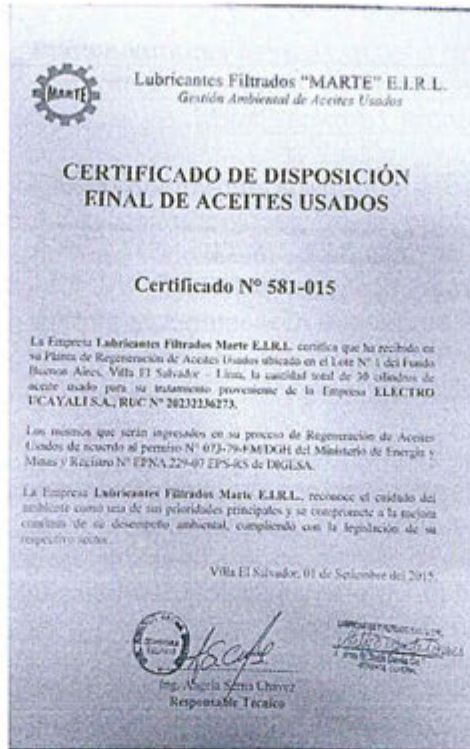 MARTE
Lubricantes Filtrados "MARTE" E.I.R.L.
Gestión Ambiental de Aceites Usados
CERTIFICADO DE DISPOSICIÓN
FINAL DE ACEITES USADOS
Certificado Nº 581-015
La Empresa Lubricantes Filtrados Marte E.I.R.L. certifica que ha recibido en
su Planta de Regeneración de Aceites Usados ubicado en el Lote Nº 1 del Fundo
Buenos Aires, Villa El Salvador - Lima, la cantidad total de 30 cilindros de
aceite usado para su tratamiento proveniente de la Empresa ELECTRO
UCAYALI S.A., RUC Nº 20232236273.
Los mismos que serán ingresados en su proceso de Regeneración de Aceites
Usados de acuerdo al permiso Nº 073-79-EM/DGH del Ministerio de Energía y
Minas y Registro Nº EPNA 229-07 EPS-RS de DIGESA.
La Empresa Lubricantes Filtrados Marte E.I.R.L., reconoce el cuidado del
ambiente como una de sus prioridades principales y se compromete a la mejora
continua de su desempeño ambiental, cumpliendo con la legislación de su
respectivo sector.
Villa El Salvador, 01 de Setiembre del 2015.
Ing. Angela Serna Chavez
Responsable Tecnico